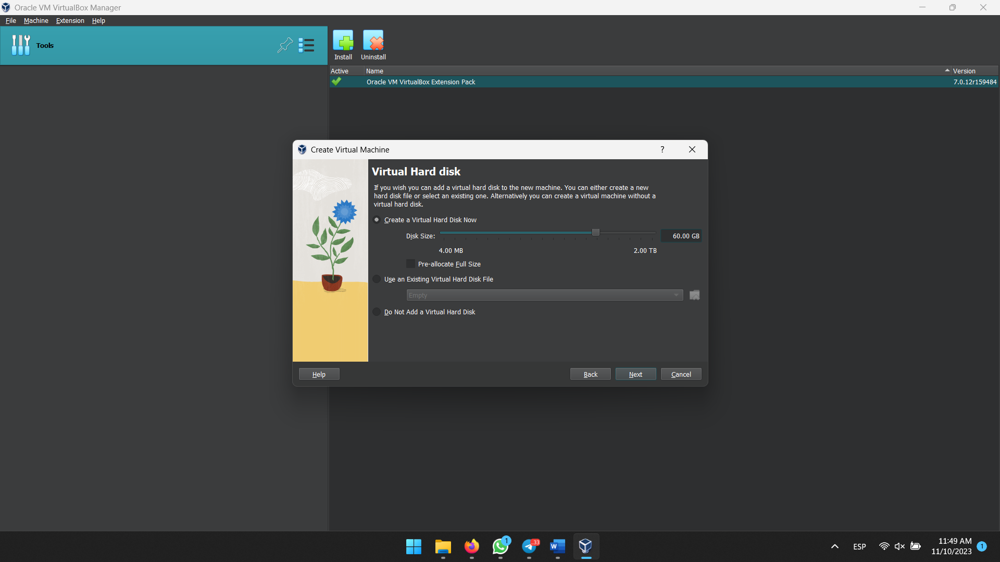 Oracle VM VirtualBox Manager
File Machine Extension Help
Tools
Install Uninstall
Active Name Version
Oracle VM VirtualBox Extension Pack 7.0.12r159484
Create Virtual Machine ?
Virtual Hard disk
If you wish you can add a virtual hard disk to the new machine. You can either create a new
hard disk file or select an existing one. Alternatively you can create a virtual machine without a
virtual hard disk.
Create a Virtual Hard Disk Now
Disk Size: 60.00 GB
4.00 MB 2.00 TB
Pre-allocate Full Size
Use an Existing Virtual Hard Disk File
Empty
Do Not Add a Virtual Hard Disk
Help Back Next Cancel
1 .33 W
ESP 11:49 AM
11/10/2023 1